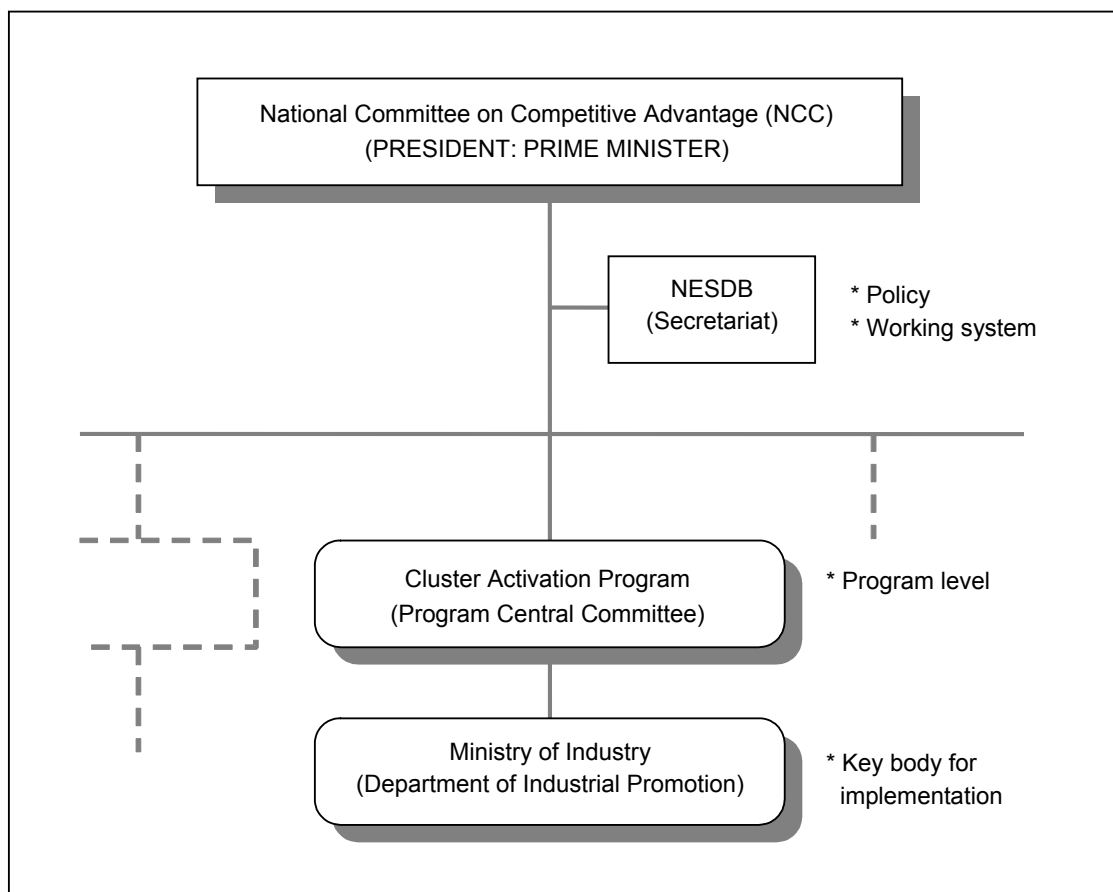 National Committee on Competitive Advantage (NCC)
(PRESIDENT: PRIME MINISTER)
NESDB
(Secretariat)
* Policy
* Working system
Cluster Activation Program
(Program Central Committee)
* Program level
Ministry of Industry
(Department of Industrial Promotion)
* Key body for
implementation